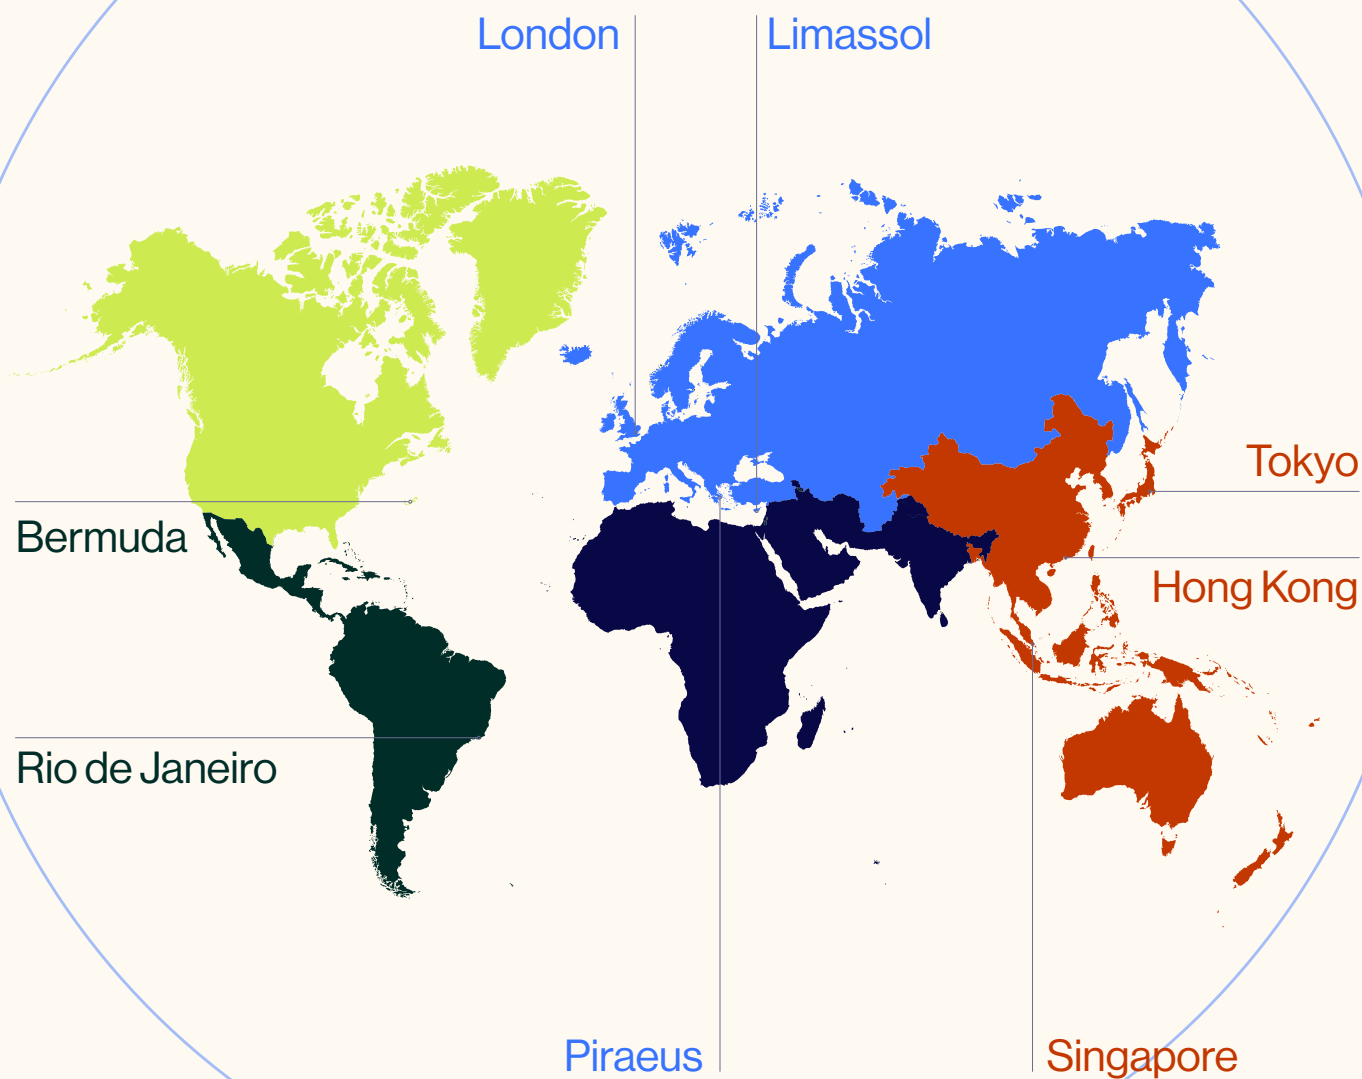 London
Limassol
Tokyo
Bermuda
Hong Kong
Rio de Janeiro
Piraeus
Singapore